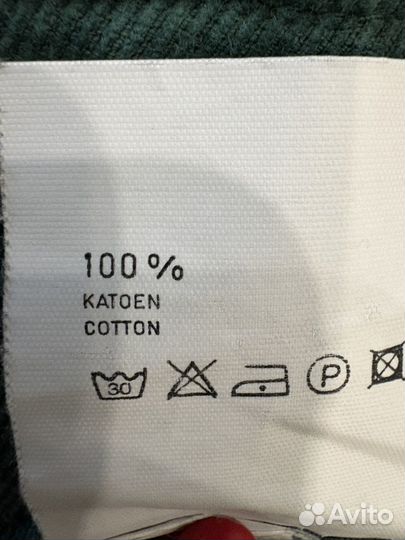 100%
KATOEN
COTTON
30 P
Avito